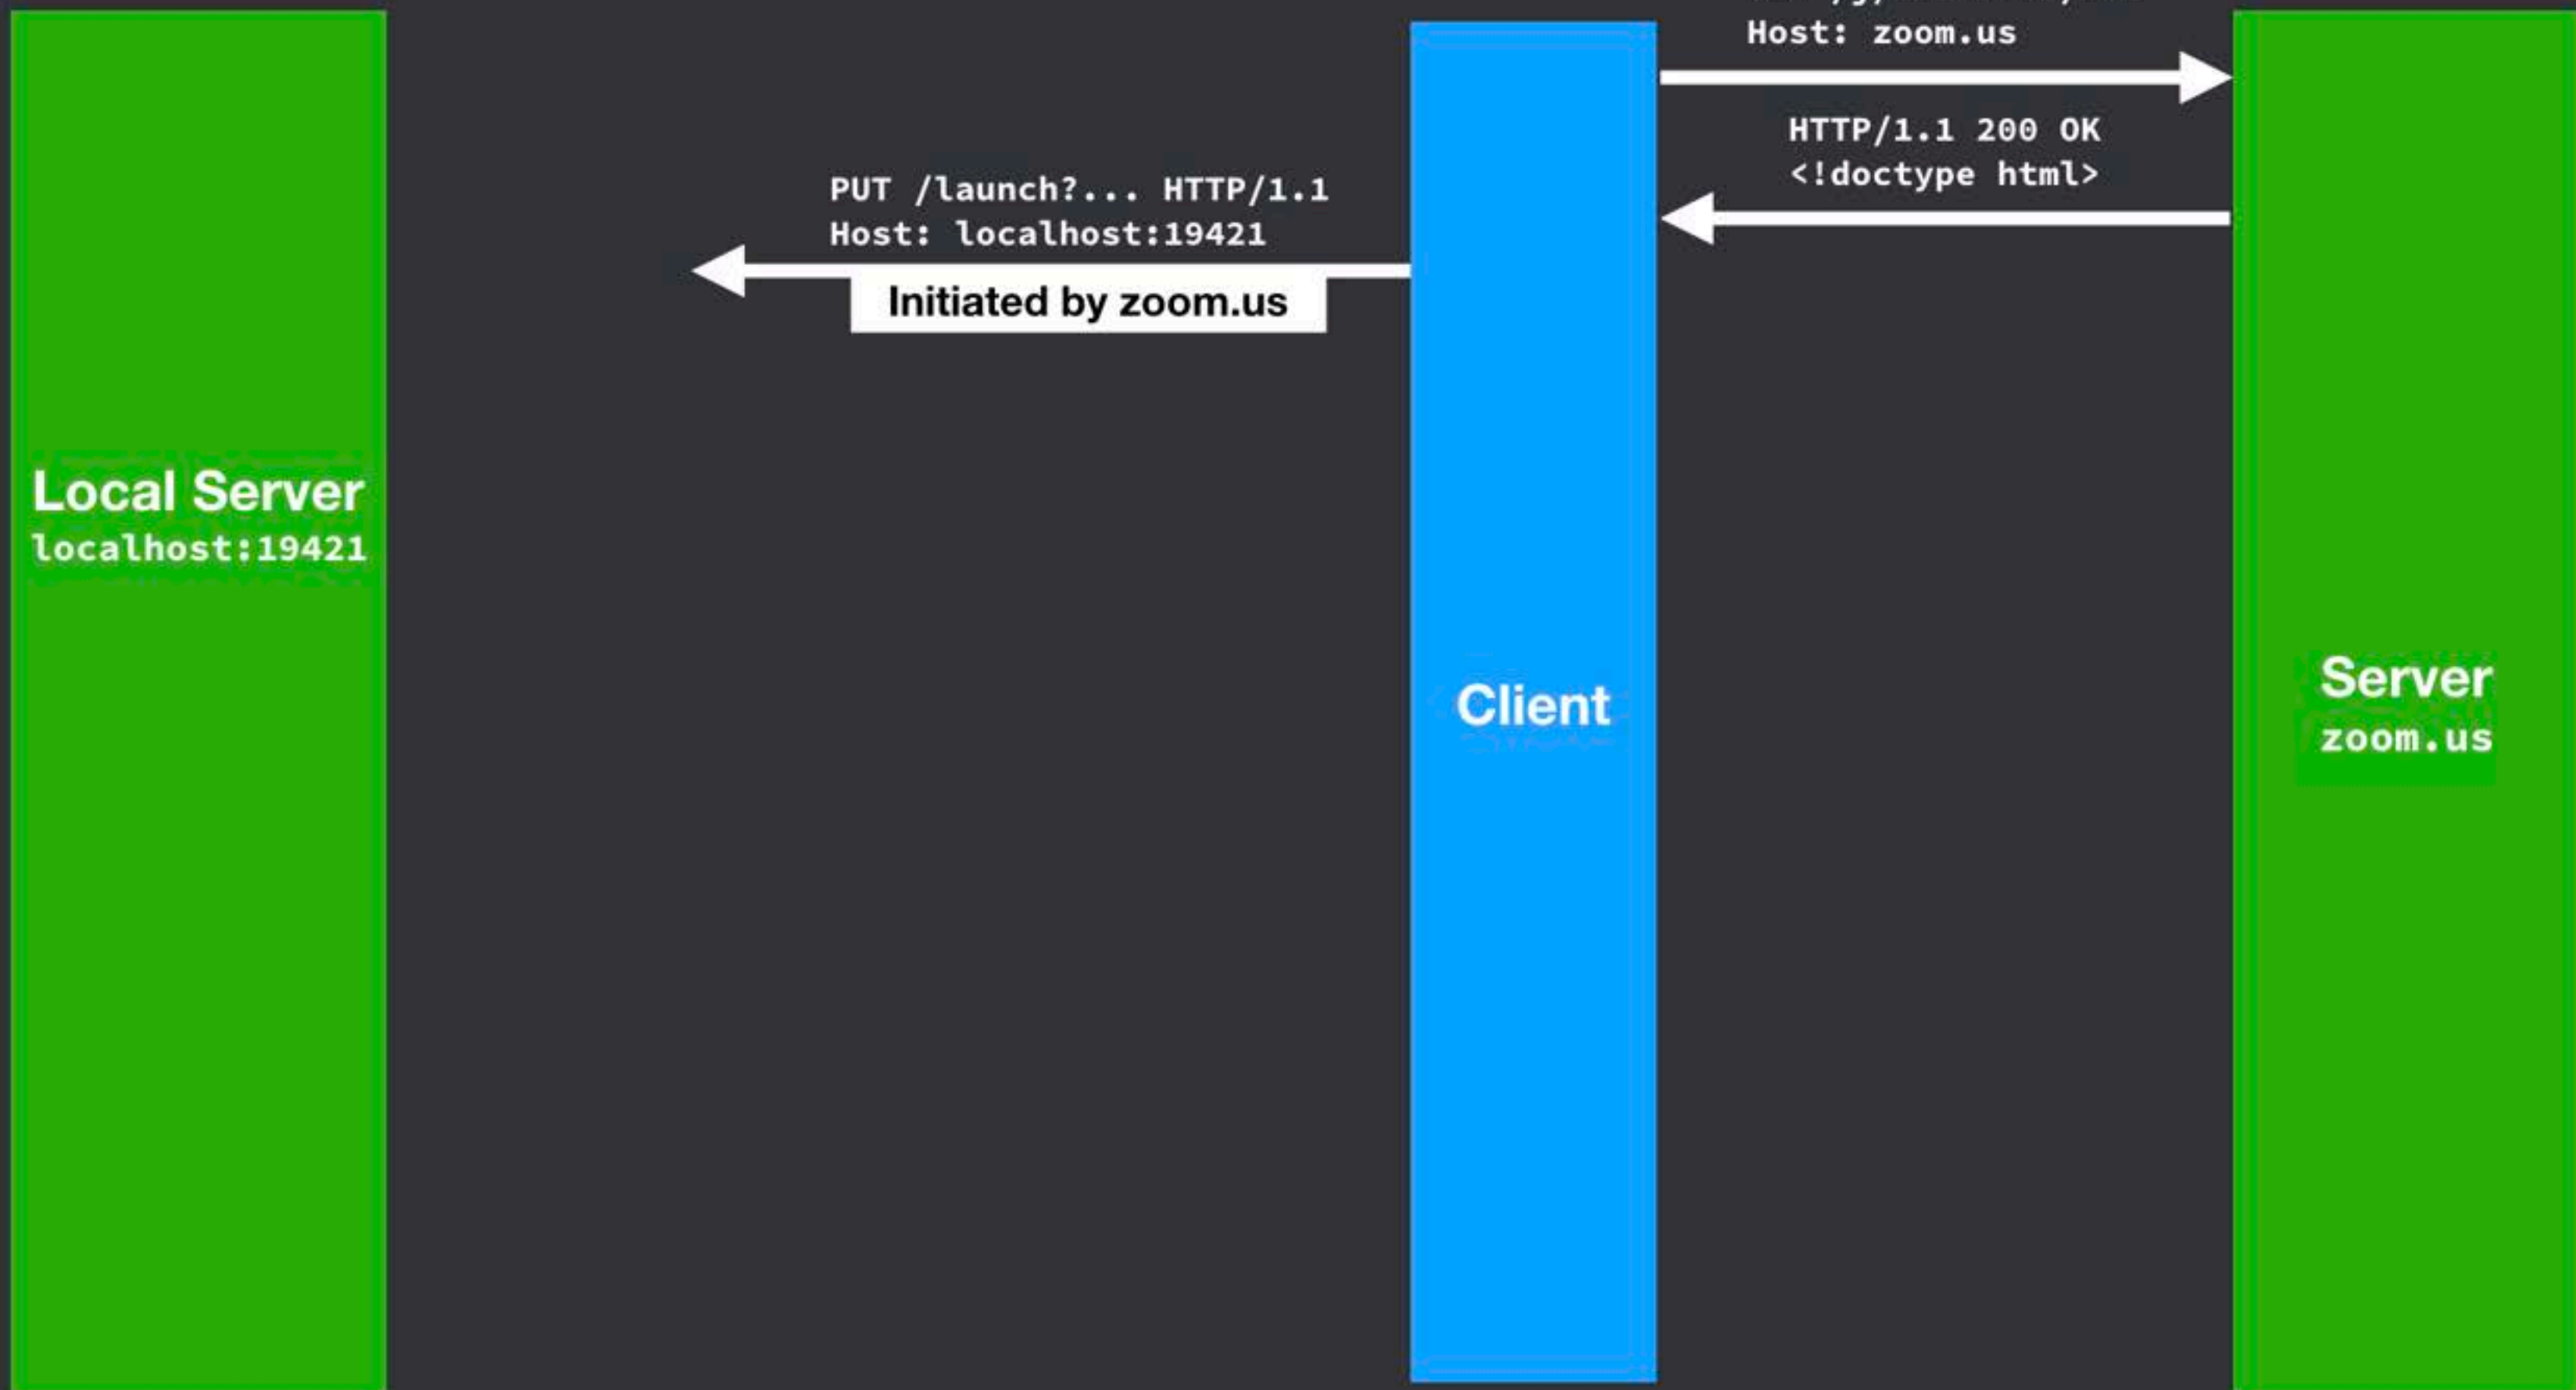 Host: zoom.us
HTTP/1.1 200 OK
<!doctype html>
PUT /launch?... HTTP/1.1
Host: localhost:19421
Initiated by zoom.us
Local Server
localhost:19421
Client
Server
zoom.us